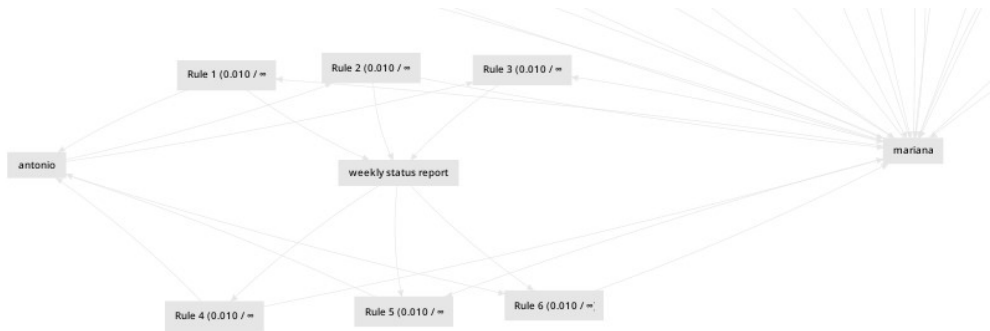 Rule 1 (0.010 / ∞
Rule 2 (0.010 / ∞
Rule 3 (0.010 / ∞
mariana
antonio
weekly status report
Rule 4 (0.010 / ∞
Rule 5 (0.010 / ∞
Rule 6 (0.010 / ∞